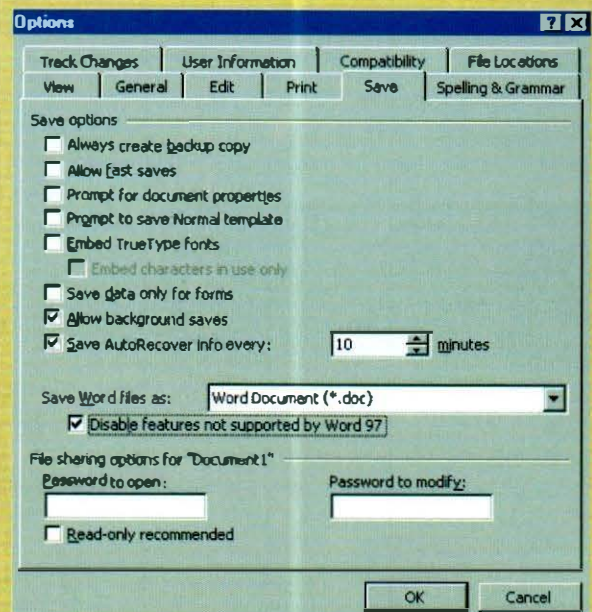 Options
Track Changes User Information Compatibility File Locations
View General Edit Print Save Spelling & Grammar
Save options
Always create backup copy
Allow fast saves
Prompt for document properties
Prompt to save Normal template
Embed TrueType fonts
Embed characters in use only
Save data only for forms
Allow background saves
Save AutoRecover info every: 10 minutes
Save Word files as: Word Document (*.doc)
Disable features not supported by Word 97
File sharing options for "Document1"
Password to open: Password to modify:
Read-only recommended
OK Cancel